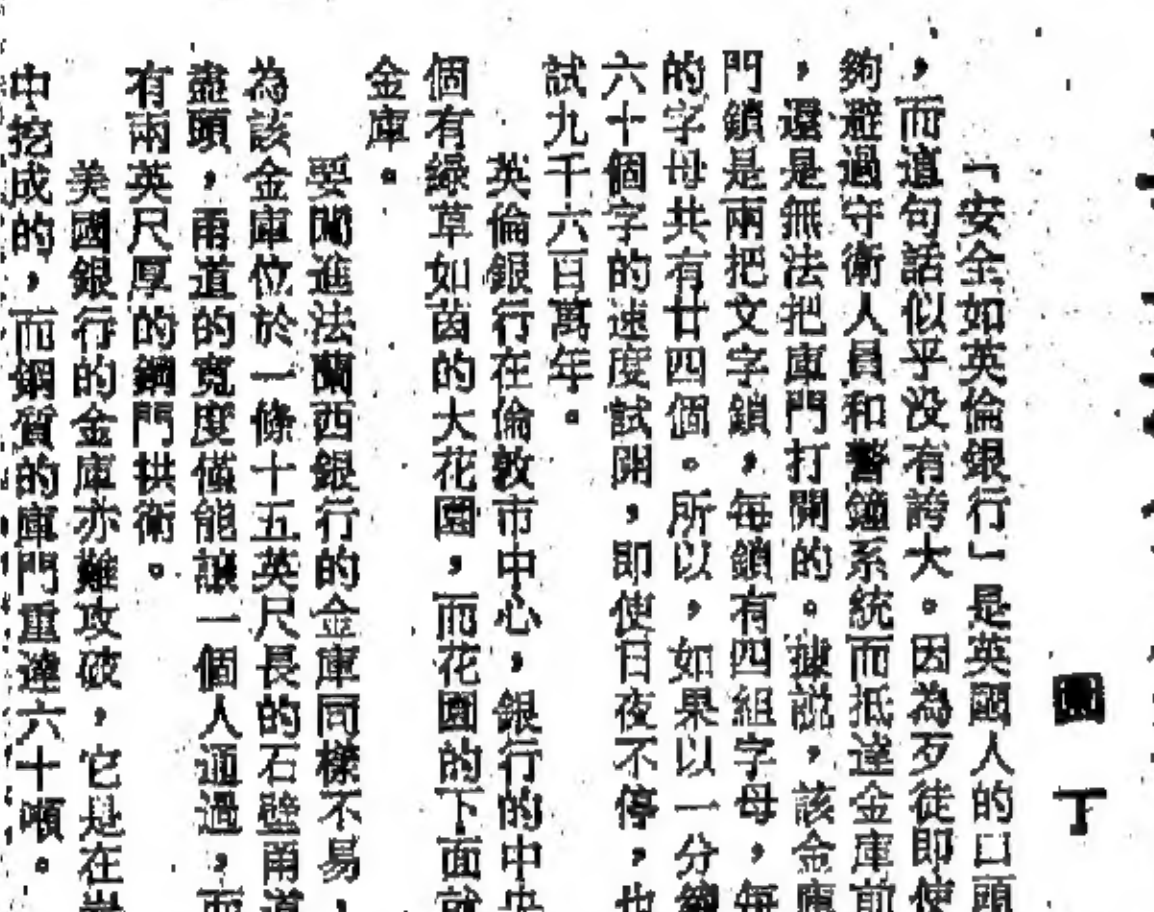 園丁
「安全如英倫銀行」是英國人的口頭
，而這句話似乎没有誇大。因為歹徒即使
夠避過守衛人員和警鐘系統而抵達金庫前
，還是無法把庫門打開的。據說，該金庫
門鎖是兩把文字鎖，每鎖有四組字母，每
的字母共有廿四個。所以，如果以一分鐘
六十個字的速度試開，即使日夜不停，也
試九千六百萬年。
英倫銀行在倫敦市中心，銀行的中央
個有綠草如茵的大花園，而花園的下面就
金庫。
要闖進法蘭西銀行的金庫同樣不易，
為該金庫位於一條十五英尺長的石壁甬道
盡頭，甬道的寬度僅能讓一個人通過，而
有兩英尺厚的鋼門拱衛。
美國銀行的金庫亦難攻破，它是在岩
中挖成的，而鋼質的庫門重達六十噸。